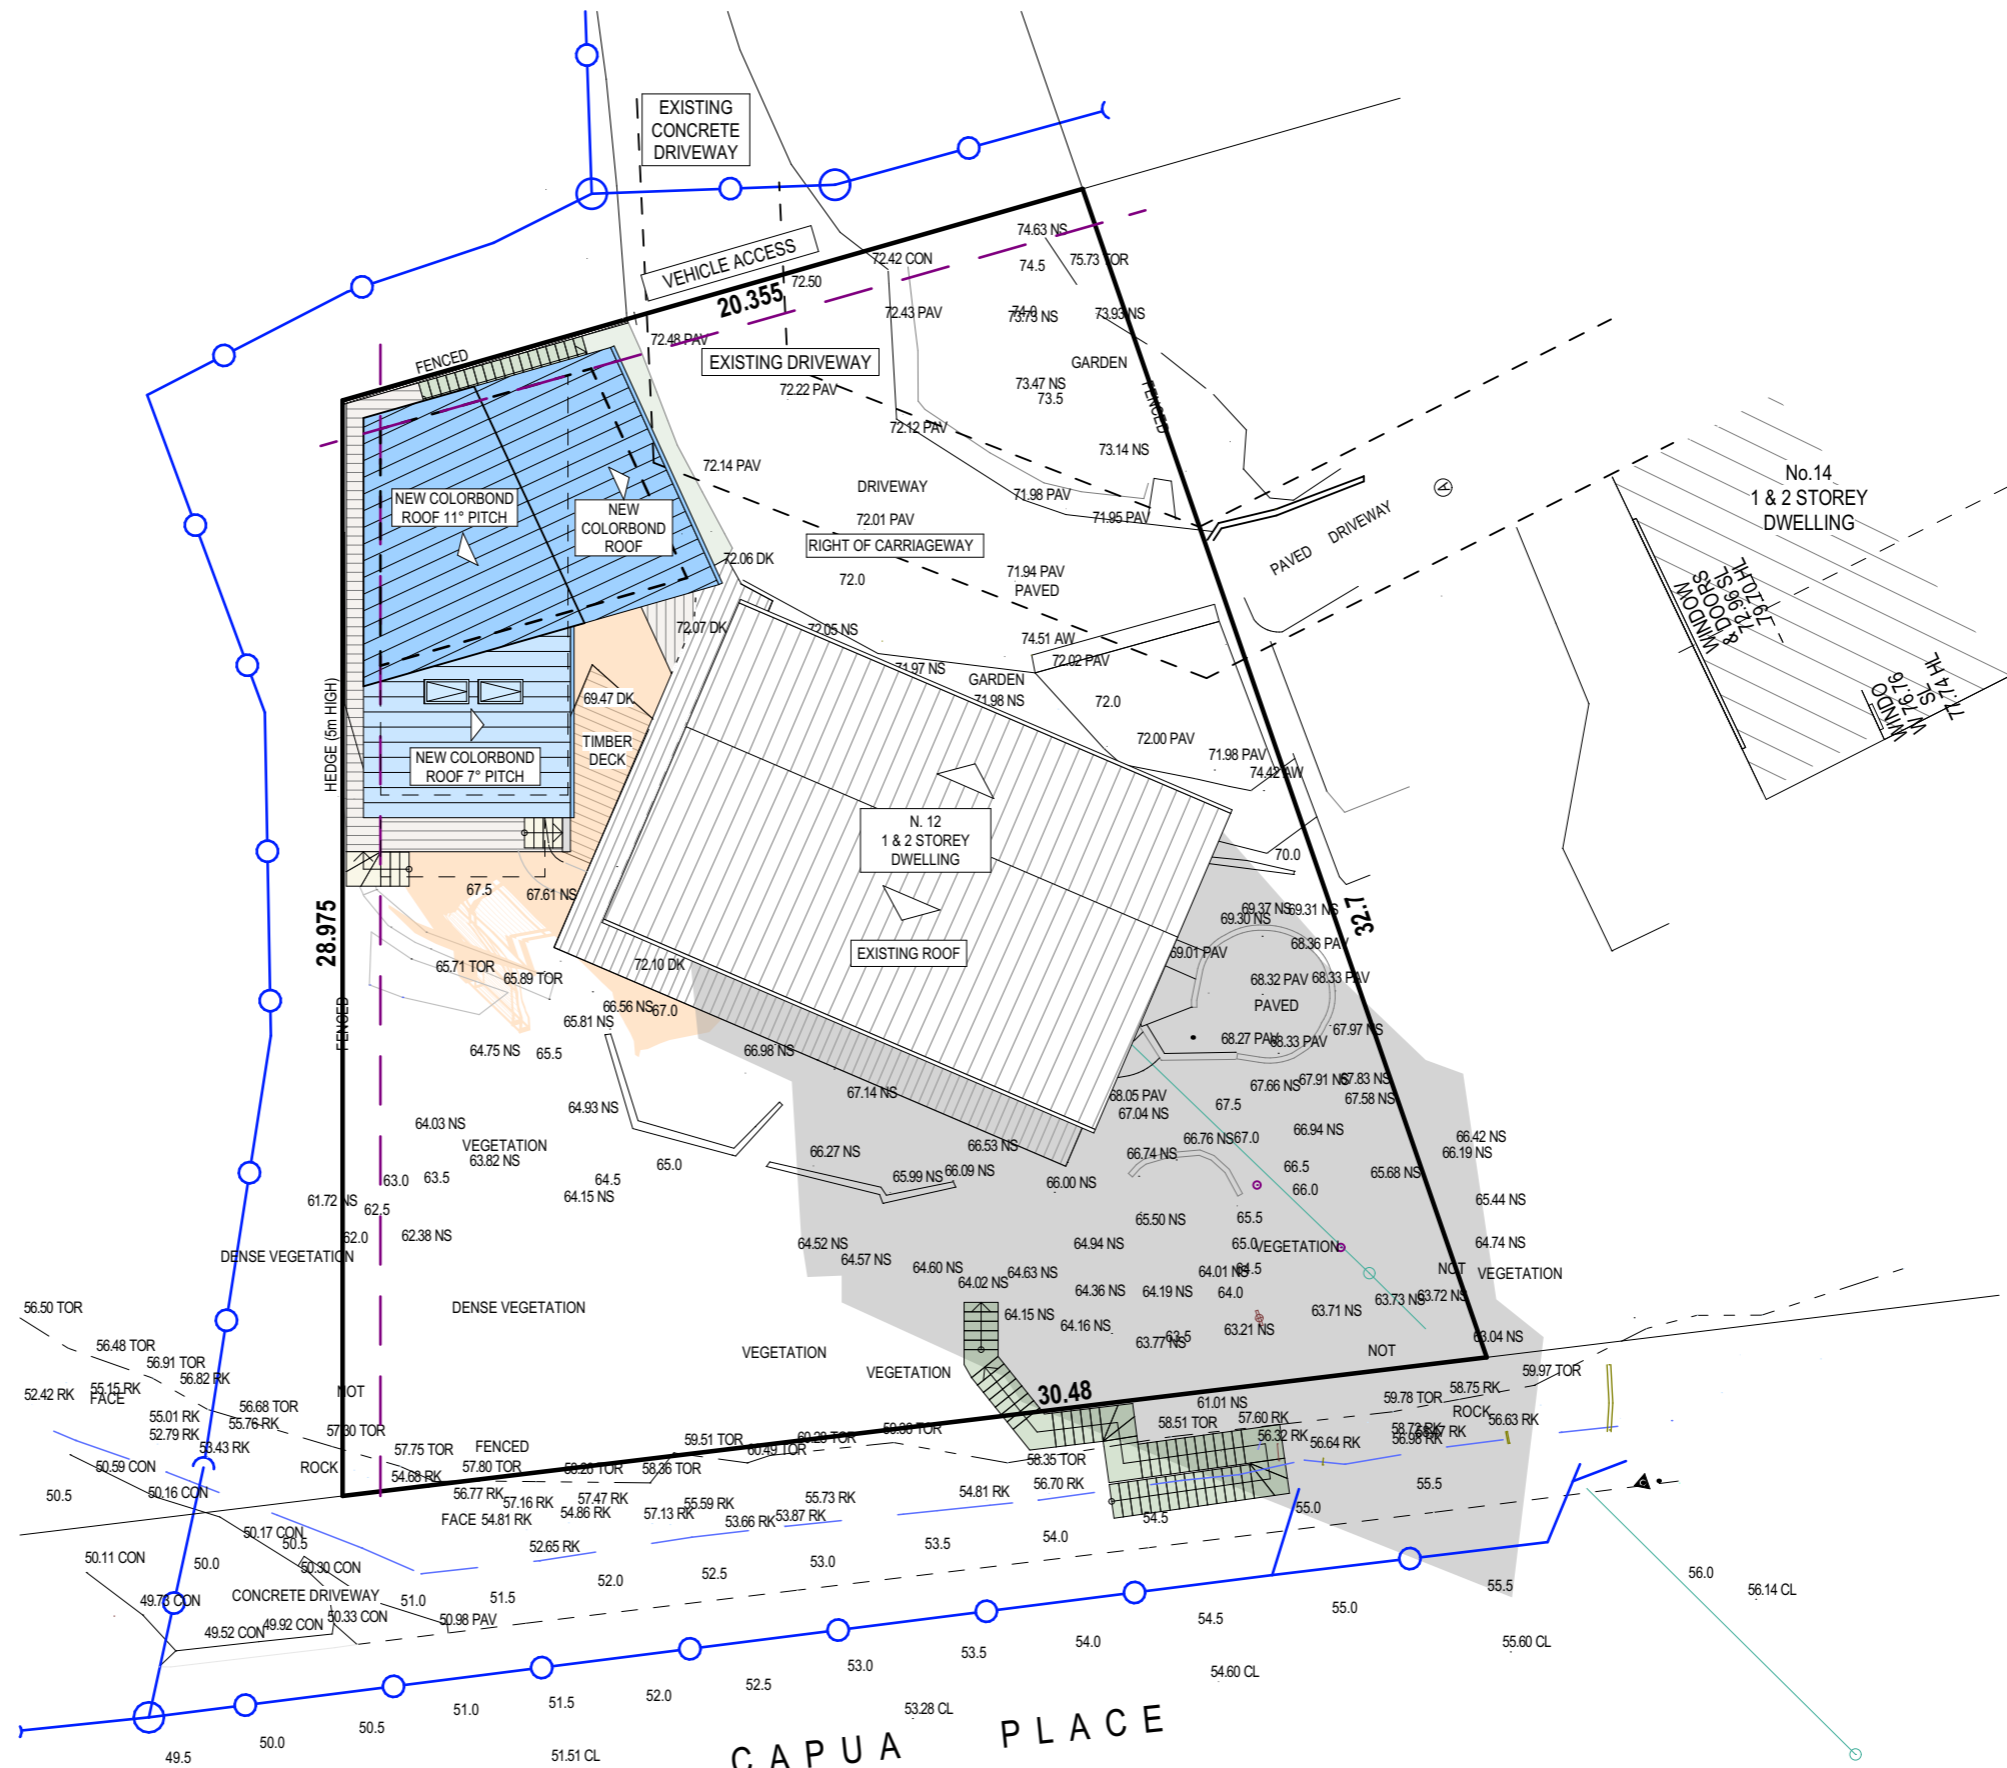 EXISTING
CONCRETE
DRIVEWAY
VEHICLE ACCESS
20.355
72.50
72.42 CON
74.63 NS
74.5
75.73 TOR
72.43 PAV
74.0
73.73 NS
73.93 NS
72.48 PAV
FENCED
EXISTING DRIVEWAY
GARDEN
72.22 PAV
73.47 NS
73.5
FENCED
72.12 PAV
73.14 NS
72.14 PAV
DRIVEWAY
71.98 PAV
71.95 PAV
72.01 PAV
RIGHT OF CARRIAGEWAY
NEW COLORBOND
ROOF 11° PITCH
NEW
COLORBOND
ROOF
72.06 DK
72.0
71.94 PAV
PAVED
PAVED DRIVEWAY
No.14
1 & 2 STOREY
DWELLING
WINDOW
& DOORS
72.96 SL
79.70 HL
WINDO
W 76.76
SL
77.74 HL
72.07 DK
72.05 NS
74.51 AW
72.02 PAV
71.97 NS
GARDEN
71.98 NS
72.0
69.47 DK
TIMBER
DECK
72.00 PAV
71.98 PAV
74.42 AW
HEDGE (5m HIGH)
NEW COLORBOND
ROOF 7° PITCH
N. 12
1 & 2 STOREY
DWELLING
EXISTING ROOF
70.0
67.5
67.61 NS
28.975
32.7
69.37 NS
69.31 NS
69.30 NS
68.36 PAV
69.01 PAV
68.32 PAV
68.33 PAV
PAVED
65.71 TOR
65.89 TOR
72.10 DK
66.56 NS
67.0
65.81 NS
FENCED
64.75 NS
65.5
66.98 NS
67.97 NS
68.27 PAV
68.33 PAV
67.14 NS
67.66 NS
67.91 NS
67.83 NS
68.05 PAV
67.5
67.58 NS
64.93 NS
67.04 NS
64.03 NS
VEGETATION
63.82 NS
66.53 NS
66.76 NS
67.0
66.94 NS
66.42 NS
66.27 NS
66.74 NS
66.19 NS
65.0
65.99 NS
66.09 NS
66.00 NS
66.5
65.68 NS
63.0
63.5
64.5
64.15 NS
66.0
61.72 NS
62.5
65.44 NS
65.50 NS
65.5
62.0
62.38 NS
64.52 NS
64.57 NS
64.94 NS
65.0
VEGETATION
64.74 NS
DENSE VEGETATION
64.60 NS
64.63 NS
64.01 NS
64.5
NOT
VEGETATION
64.02 NS
64.36 NS
64.19 NS
64.0
63.73 NS
63.72 NS
56.50 TOR
DENSE VEGETATION
64.15 NS
63.71 NS
64.16 NS
63.77 NS
63.5
63.21 NS
63.04 NS
56.48 TOR
VEGETATION
NOT
56.91 TOR
56.82 RK
VEGETATION
59.97 TOR
52.42 RK
55.15 RK
FACE
NOT
30.48
59.78 TOR
58.75 RK
ROCK
56.68 TOR
55.01 RK
55.76 RK
61.01 NS
52.79 RK
53.43 RK
57.30 TOR
57.75 TOR
FENCED
59.51 TOR
60.49 TOR
58.51 TOR
57.60 RK
56.63 RK
56.32 RK
56.64 RK
56.98 RK
ROCK
54.68 RK
57.80 TOR
58.36 TOR
58.35 TOR
50.59 CON
50.5
50.16 CON
56.77 RK
57.16 RK
57.47 RK
55.59 RK
55.73 RK
54.81 RK
56.70 RK
55.5
FACE
54.81 RK
54.86 RK
57.13 RK
53.66 RK
53.87 RK
54.5
55.0
50.17 CON
50.5
52.65 RK
53.5
54.0
50.11 CON
50.0
50.30 CON
52.0
52.5
53.0
CONCRETE DRIVEWAY
51.0
51.5
56.0
56.14 CL
55.5
49.73 CON
50.33 CON
50.98 PAV
54.5
55.0
49.52 CON
49.92 CON
54.0
55.60 CL
53.5
53.0
54.60 CL
52.5
52.0
51.5
51.0
53.28 CL
50.5
50.0
49.5
51.51 CL
CAPUA PLACE